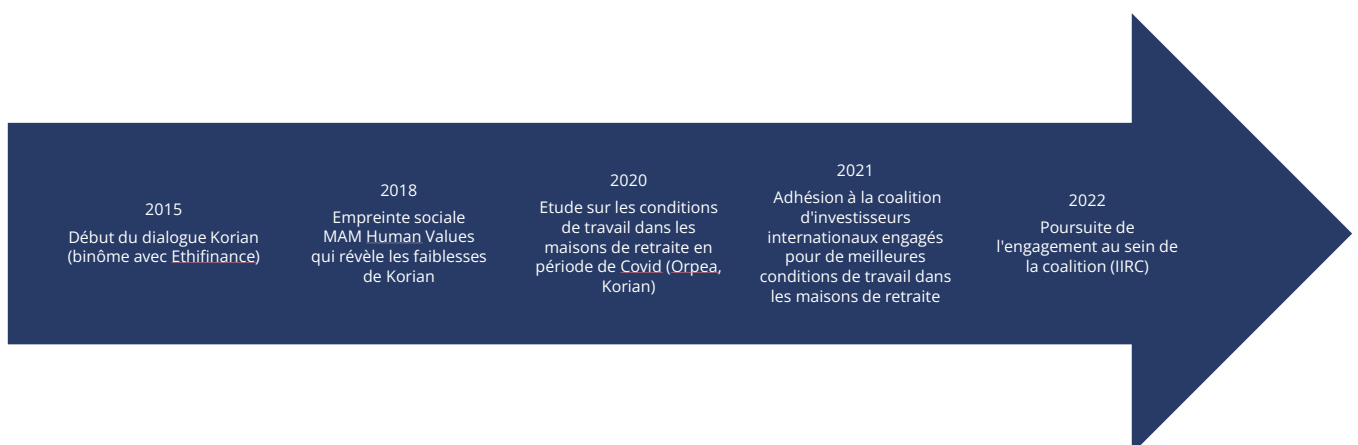 2015
Début du dialogue Korian
(binôme avec Ethifinance)
2018
Empreinte sociale
MAM Human Values
qui révèle les faiblesses
de Korian
2020
Etude sur les conditions
de travail dans les
maisons de retraite en
période de Covid (Orpea,
Korian)
2021
Adhésion à la coalition
d'investisseurs
internationaux engagés
pour de meilleures
conditions de travail dans
les maisons de retraite
2022
Poursuite de
l'engagement au sein de
la coalition (IIRC)